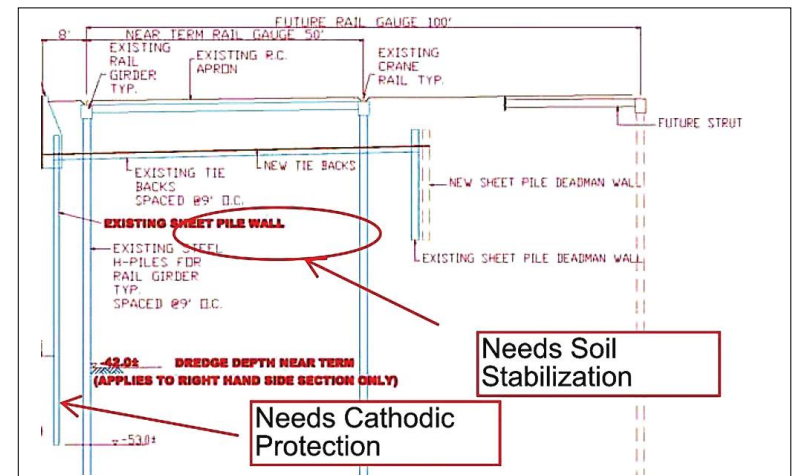 FUTURE RAIL GAUGE 100'
8'
NEAR TERM RAIL GAUGE 50'
EXISTING
RAIL
GIRDER
TYP.
EXISTING R.C.
APRON
EXISTING
CRANE
RAIL TYP.
FUTURE STRUT
EXISTING TIE
BACKS
SPACED @9' O.C.
NEW TIE BACKS
NEW SHEET PILE DEADMAN WALL
EXISTING SHEET PILE WALL
EXISTING STEEL
H-PILES FOR
RAIL GIRDER
TYP.
SPACED @9' O.C.
EXISTING SHEET PILE DEADMAN WALL
Needs Soil
Stabilization
-42.0± DREDGE DEPTH NEAR TERM
(APPLIES TO RIGHT HAND SIDE SECTION ONLY)
Needs Cathodic
Protection
-53.0±